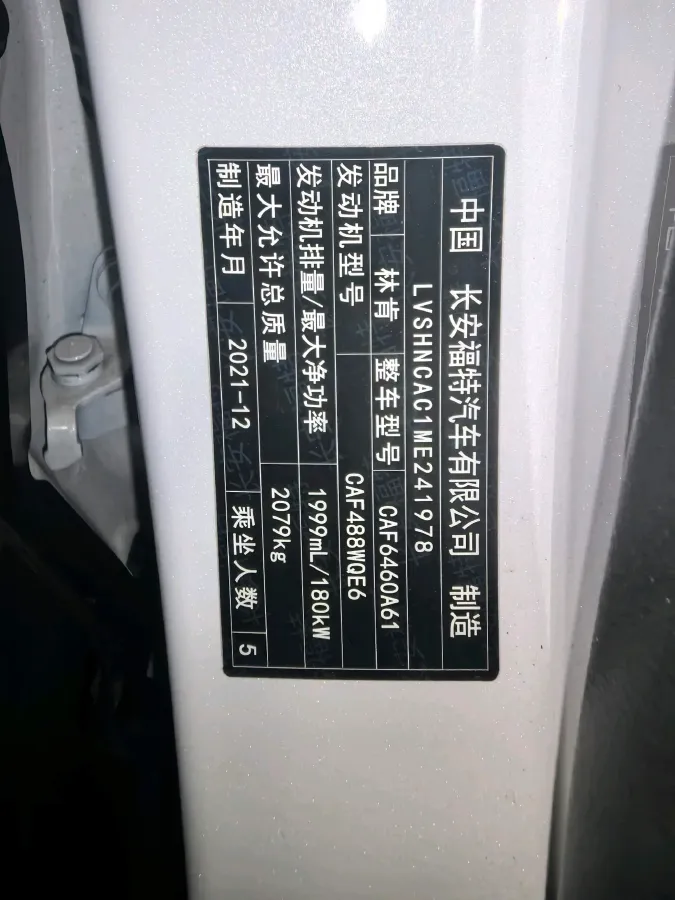 中国 长安福特汽车有限公司 制造
LVSHNCAC1ME241978
品牌 林肯 整车型号 CAF6460A61
发动机型号 CAF488WQE6
发动机排量/最大净功率 1999mL/180kW
最大允许总质量 2079kg
制造年月 2021-12 乘坐人数 5